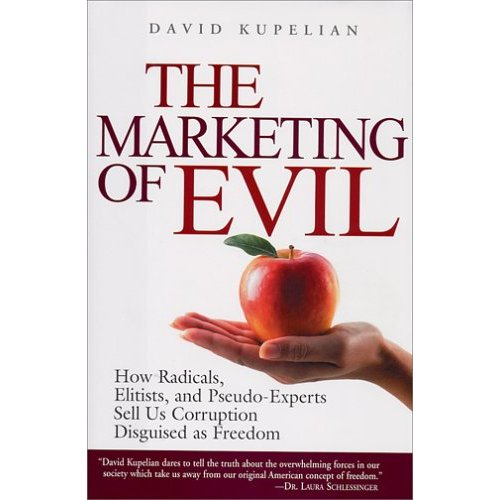 DAVID KUPELIAN
THE
MARKETING
OF EVIL
How Radicals,
Elitists, and Pseudo-Experts
Sell Us Corruption
Disguised as Freedom
“David Kupelian dares to tell the truth about the overwhelming forces in our
society which take us away from our original American concept of freedom.”
—DR. LAURA SCHLESSINGER